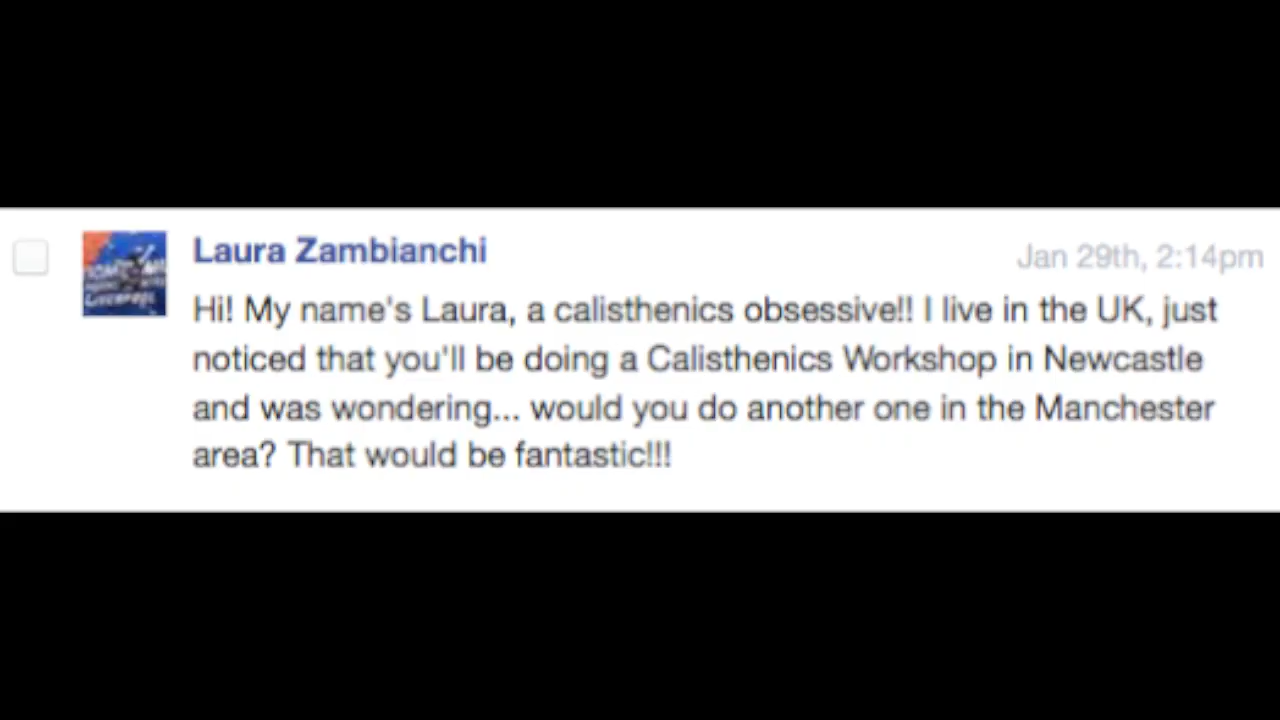 Laura Zambianchi
Jan 29th, 2:14pm
Hi! My name's Laura, a calisthenics obsessive!! I live in the UK, just
noticed that you'll be doing a Calisthenics Workshop in Newcastle
and was wondering... would you do another one in the Manchester
area? That would be fantastic!!!